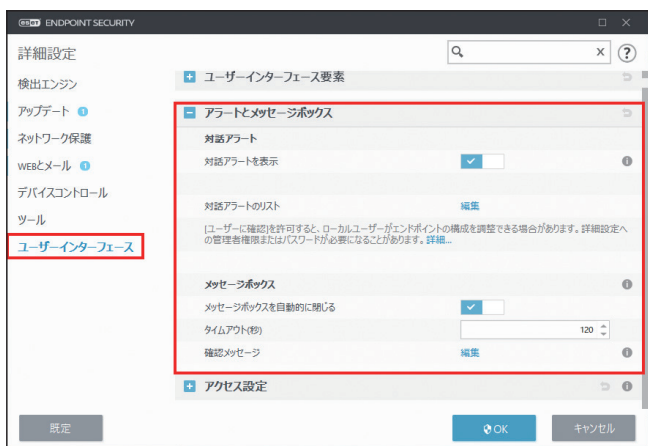 eset ENDPOINT SECURITY
詳細設定
x
?
検出エンジン
アップデート 1
ネットワーク保護
WEBとメール 1
デバイスコントロール
ツール
ユーザーインターフェース
ユーザーインターフェース要素
アラートとメッセージボックス
対話アラート
対話アラートを表示
対話アラートのリスト 編集
[ユーザーに確認]を許可すると、ローカルユーザーがエンドポイントの構成を調整できる場合があります。詳細設定へ
の管理者権限またはパスワードが必要になることがあります。詳細...
メッセージボックス
メッセージボックスを自動的に閉じる
タイムアウト(秒) 120
確認メッセージ 編集
アクセス設定
既定
OK
キャンセル